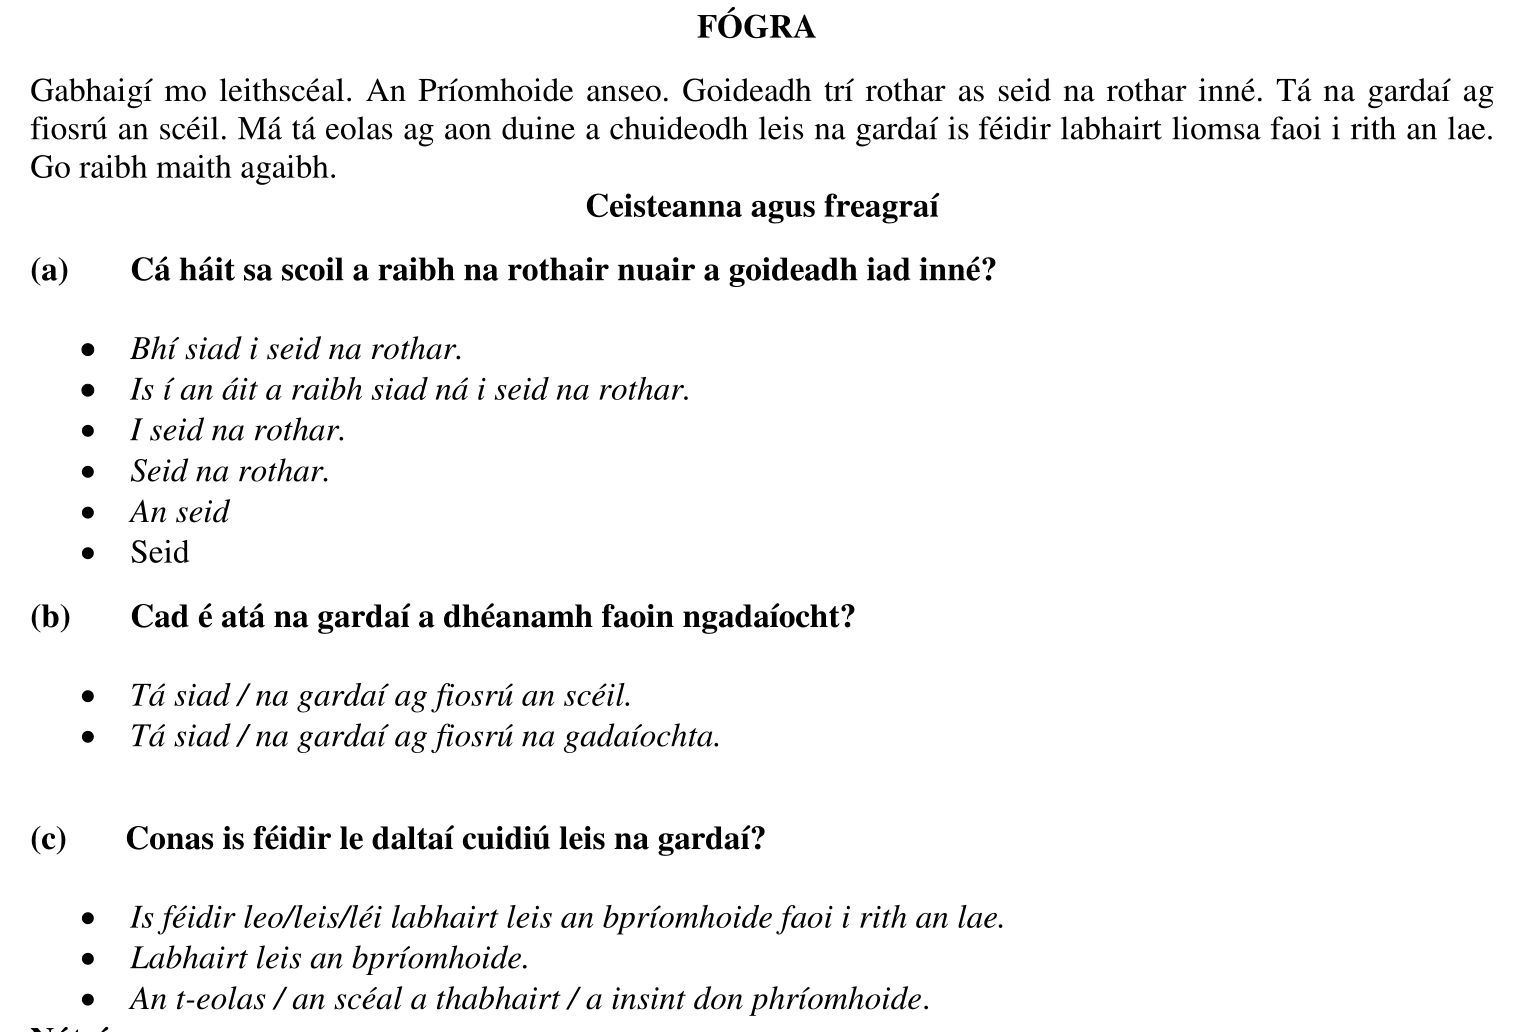 FÓGRA
Gabhaigí mo leithscéal. An Príomhoide anseo. Goideadh trí rothar as seid na rothar inné. Tá na gardaí ag
fiosrú an scéil. Má tá eolas ag aon duine a chuideodh leis na gardaí is féidir labhairt liomsa faoi i rith an lae.
Go raibh maith agaibh.
Ceisteanna agus freagraí
(a) Cá háit sa scoil a raibh na rothair nuair a goideadh iad inné?
• Bhí siad i seid na rothar.
• Is í an áit a raibh siad ná i seid na rothar.
• I seid na rothar.
• Seid na rothar.
• An seid
• Seid
(b) Cad é atá na gardaí a dhéanamh faoin ngadaíocht?
• Tá siad / na gardaí ag fiosrú an scéil.
• Tá siad / na gardaí ag fiosrú na gadaíochta.
(c) Conas is féidir le daltaí cuidiú leis na gardaí?
• Is féidir leo/leis/léi labhairt leis an bpríomhoide faoi i rith an lae.
• Labhairt leis an bpríomhoide.
• An t-eolas / an scéal a thabhairt / a insint don phríomhoide.